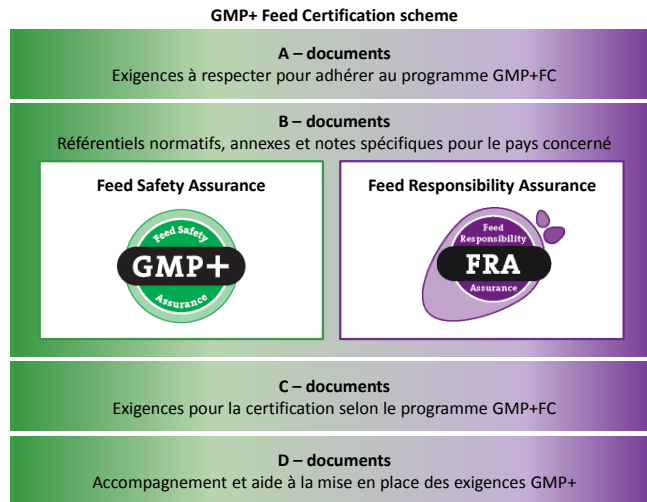 GMP+ Feed Certification scheme
A – documents
Exigences à respecter pour adhérer au programme GMP+FC
B – documents
Référentiels normatifs, annexes et notes spécifiques pour le pays concerné
Feed Safety Assurance
Feed Safety
GMP+
Assurance
Feed Responsibility Assurance
Feed
Responsibility
FRA
Assurance
C – documents
Exigences pour la certification selon le programme GMP+FC
D – documents
Accompagnement et aide à la mise en place des exigences GMP+